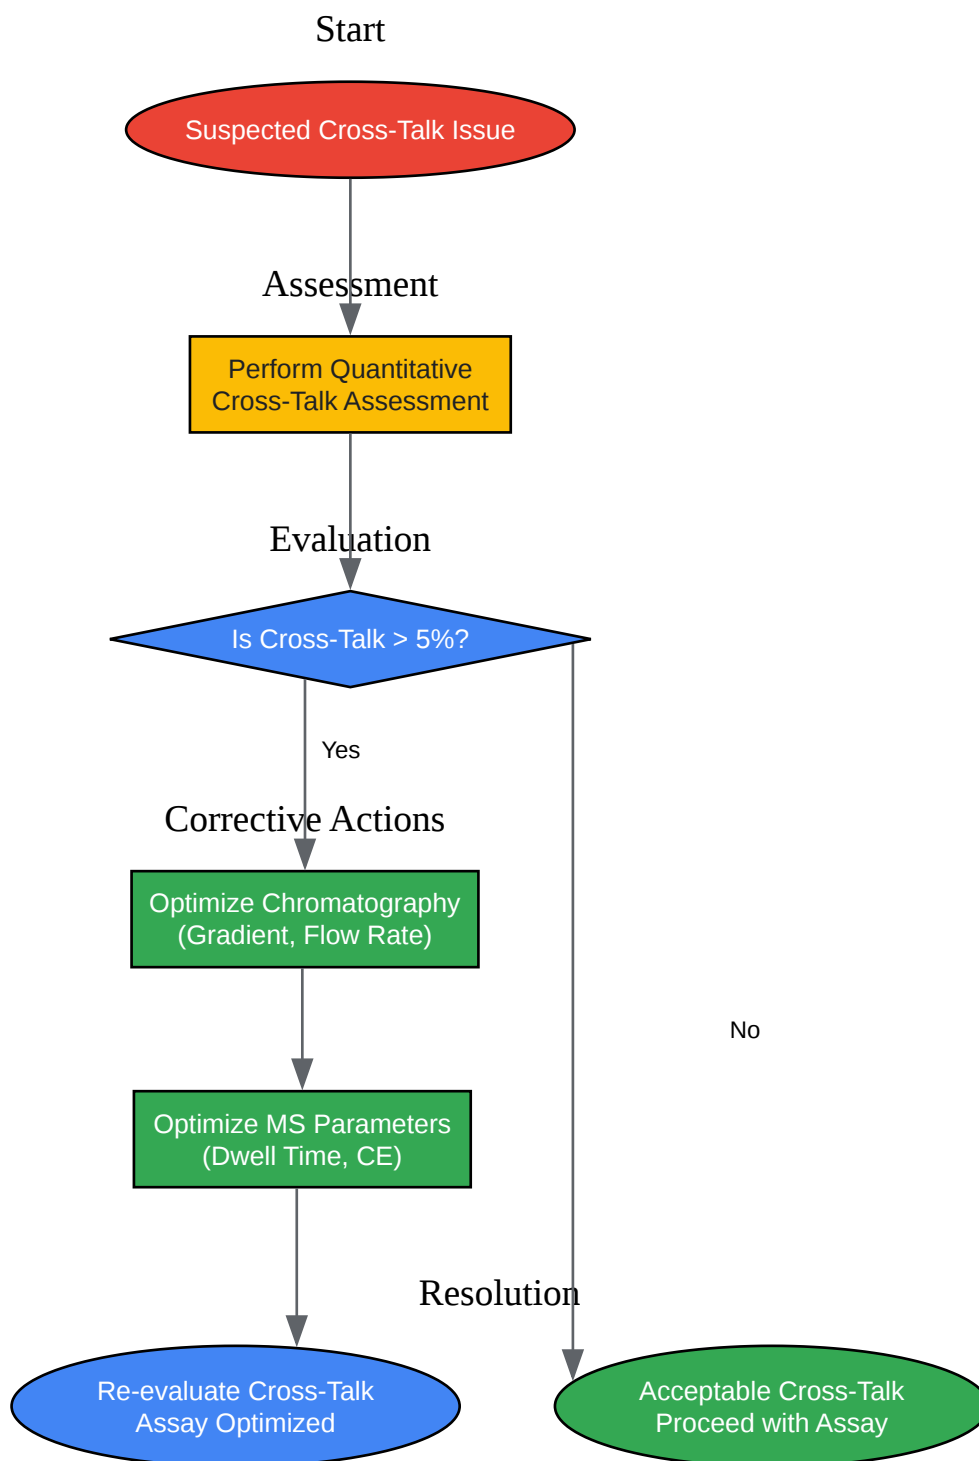 Start
Suspected Cross-Talk Issue
Assessment
Perform Quantitative
Cross-Talk Assessment
Evaluation
Is Cross-Talk > 5%?
Yes
Corrective Actions
Optimize Chromatography
(Gradient, Flow Rate)
No
Optimize MS Parameters
(Dwell Time, CE)
Resolution
Re-evaluate Cross-Talk
Assay Optimized
Acceptable Cross-Talk
Proceed with Assay